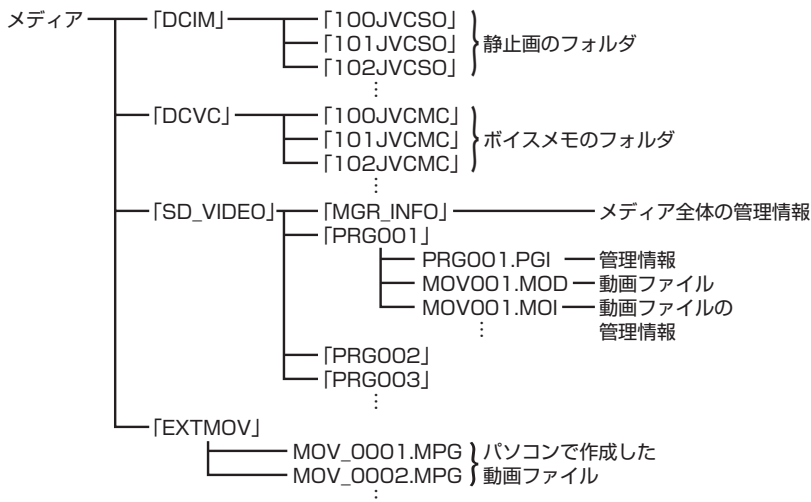 メディア 「DCIM」 「100JVCSO」
「101JVCSO」 静止画のフォルダ
「102JVCSO」
⋮
「DCVC」 「100JVCMC」
「101JVCMC」 ボイスメモのフォルダ
「102JVCMC」
⋮
「SD_VIDEO」 「MGR_INFO」 メディア全体の管理情報
「PRG001」
PRG001.PGI 管理情報
MOV001.MOD 動画ファイル
MOV001.MOI 動画ファイルの
⋮ 管理情報
「PRG002」
「PRG003」
⋮
「EXTMOV」
MOV_0001.MPG パソコンで作成した
MOV_0002.MPG 動画ファイル
⋮